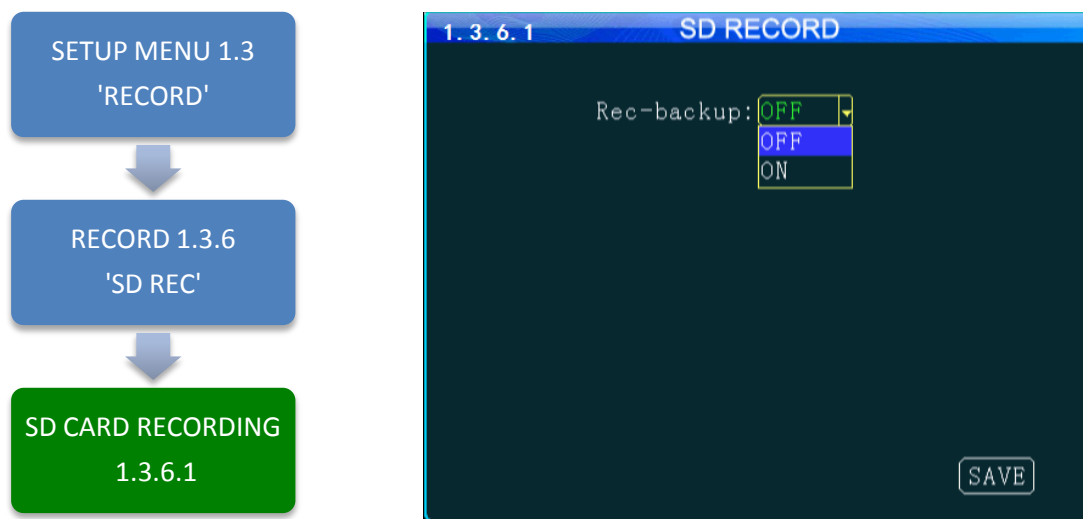 SETUP MENU 1.3
'RECORD'
RECORD 1.3.6
'SD REC'
SD CARD RECORDING
1.3.6.1
1.3.6.1 SD RECORD
Rec-backup: OFF
OFF
ON
SAVE